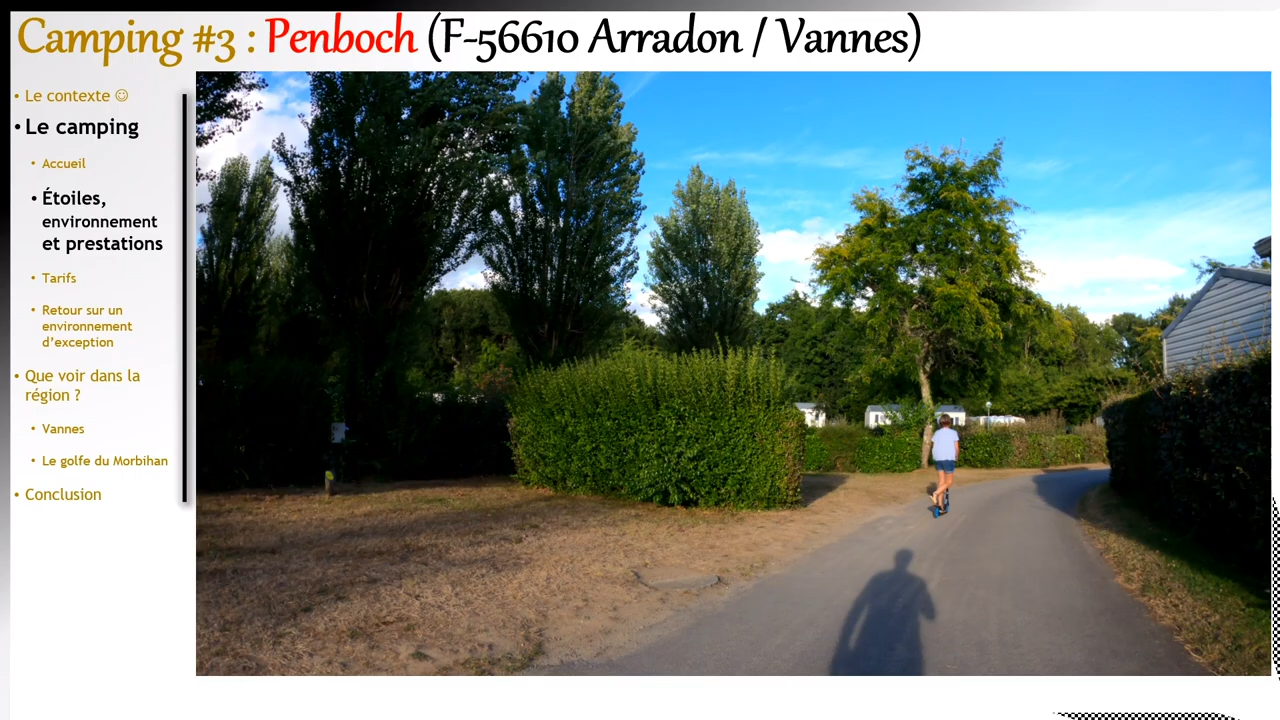 Camping #3 : Penboch (F-56610 Arradon / Vannes)
• Le contexte ☺
• Le camping
• Accueil
• Étoiles,
environnement
et prestations
• Tarifs
• Retour sur un
environnement
d’exception
• Que voir dans la
région ?
• Vannes
• Le golfe du Morbihan
• Conclusion